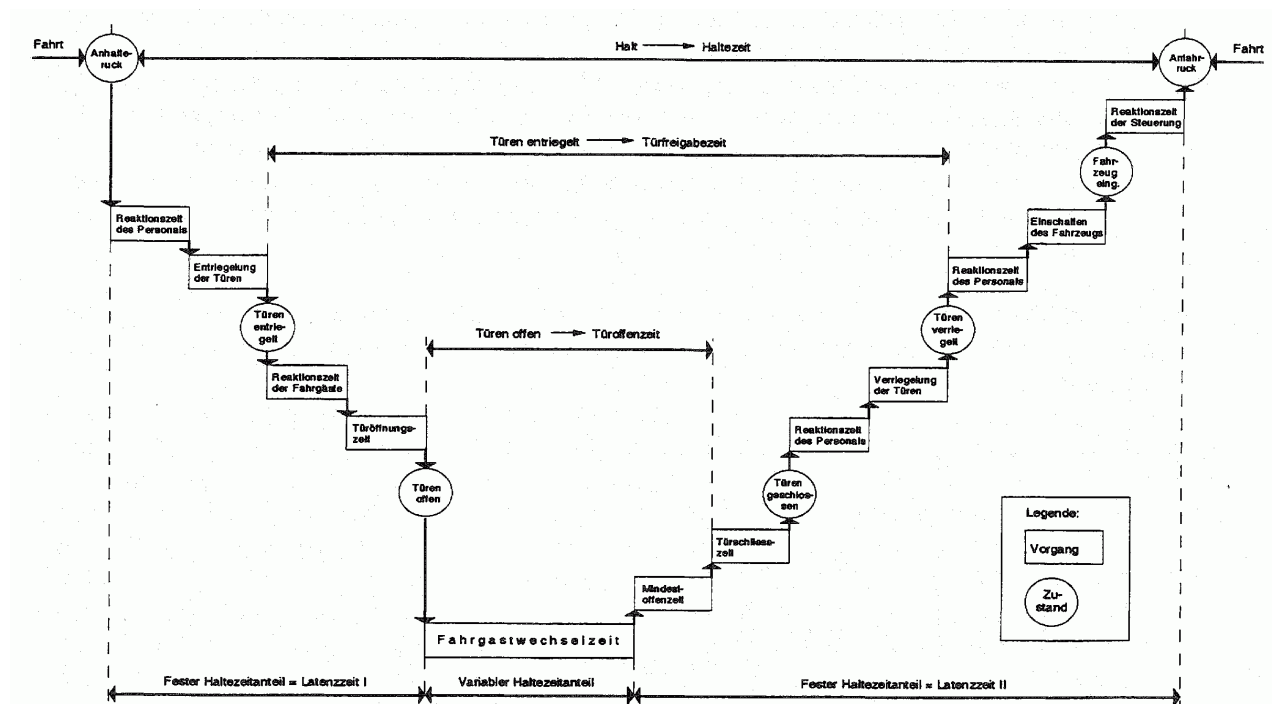 Fahrt
Anhalte-
ruck
Halt
Haltezeit
Anfahr-
ruck
Fahrt
Reaktionszeit
der Steuerung
Türen entriegelt
Türfreigabezeit
Fahr-
zeug
eing.
Reaktionszeit
des Personals
Einschalten
des Fahrzeugs
Entriegelung
der Türen
Reaktionszeit
des Personals
Türen
entrie-
gelt
Türen offen
Türoffenzeit
Türen
verrie-
gelt
Reaktionszeit
der Fahrgäste
Verriegelung
der Türen
Türöffnungs-
zeit
Reaktionszeit
des Personals
Türen
offen
Türen
geschlos-
sen
Legende:
Vorgang
Zu-
stand
Türschliess-
zeit
Mindest-
offenzeit
Fahrgastwechselzeit
Fester Haltezeitanteil = Latenzzeit I
Variabler Haltezeitanteil
Fester Haltezeitanteil = Latenzzeit II